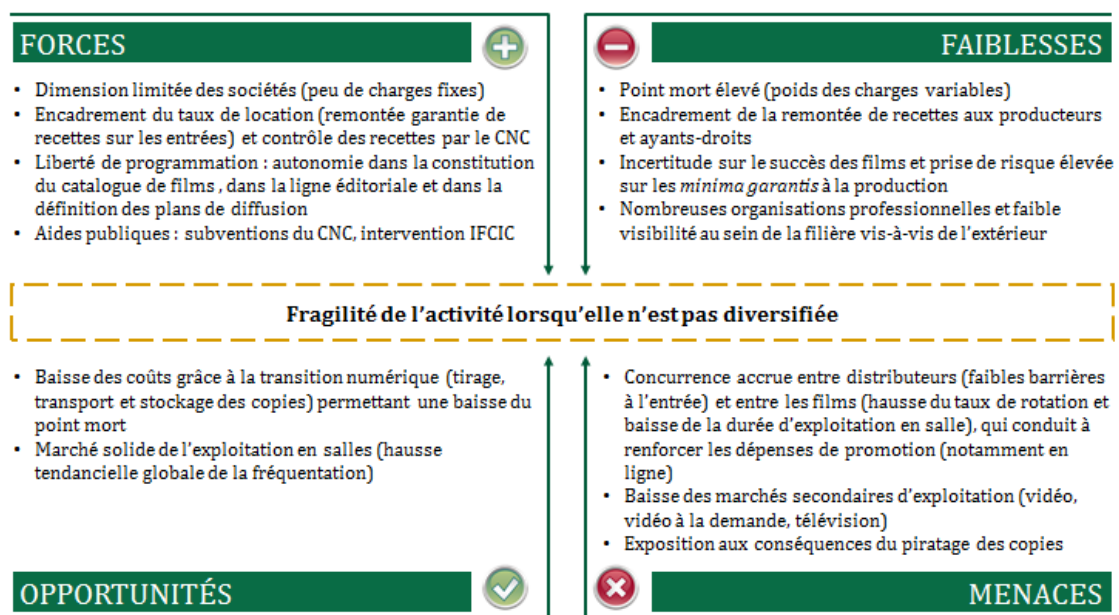 FORCES
• Dimension limitée des sociétés (peu de charges fixes)
• Encadrement du taux de location (remontée garantie de
recettes sur les entrées) et contrôle des recettes par le CNC
• Liberté de programmation : autonomie dans la constitution
du catalogue de films , dans la ligne éditoriale et dans la
définition des plans de diffusion
• Aides publiques : subventions du CNC, intervention IFCIC
FAIBLESSES
• Point mort élevé (poids des charges variables)
• Encadrement de la remontée de recettes aux producteurs
et ayants-droits
• Incertitude sur le succès des films et prise de risque élevée
sur les minima garantis à la production
• Nombreuses organisations professionnelles et faible
visibilité au sein de la filière vis-à-vis de l'extérieur
Fragilité de l'activité lorsqu'elle n'est pas diversifiée
• Baisse des coûts grâce à la transition numérique (tirage,
transport et stockage des copies) permettant une baisse du
point mort
• Marché solide de l'exploitation en salles (hausse
tendancielle globale de la fréquentation)
OPPORTUNITÉS
• Concurrence accrue entre distributeurs (faibles barrières
à l'entrée) et entre les films (hausse du taux de rotation et
baisse de la durée d'exploitation en salle), qui conduit à
renforcer les dépenses de promotion (notamment en
ligne)
• Baisse des marchés secondaires d'exploitation (vidéo,
vidéo à la demande, télévision)
• Exposition aux conséquences du piratage des copies
MENACES